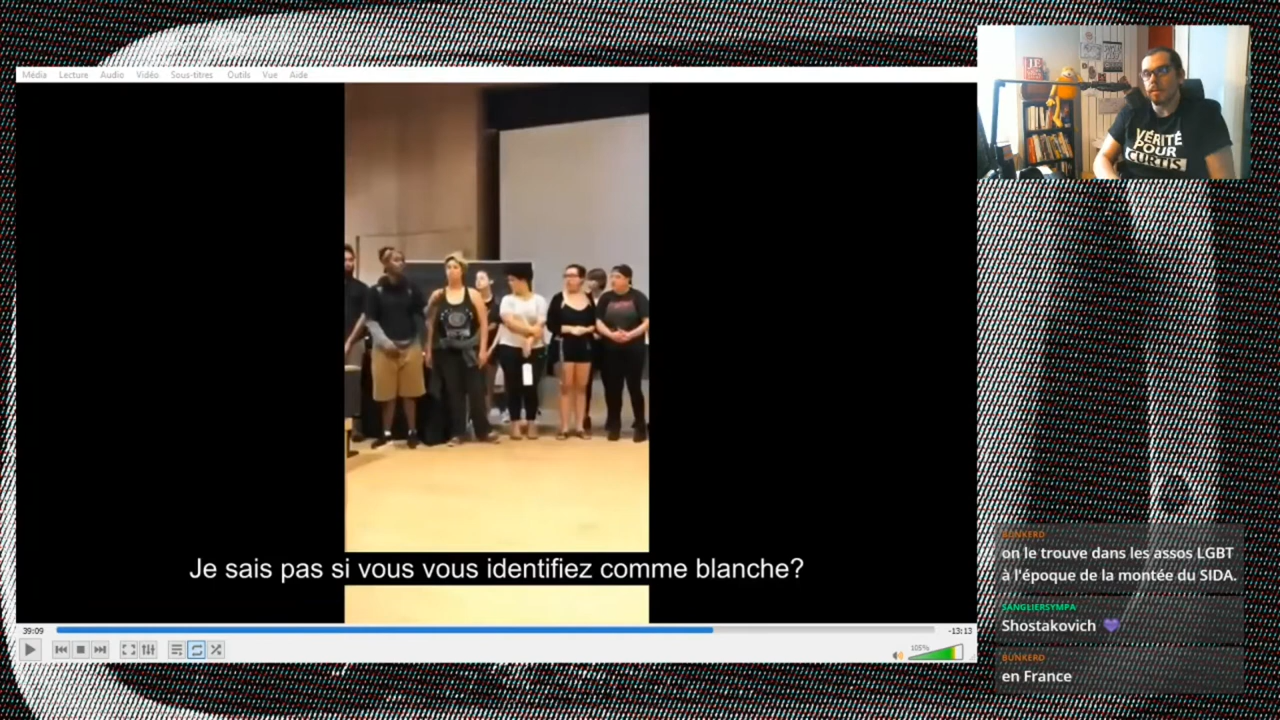 Média Lecture Audio Vidéo Sous-titres Outils Vue Aide
JE
VÉRITÉ
POUR
CURTIS
Je sais pas si vous vous identifiez comme blanche?
39:09
-13:13
105%
BUNKERD
on le trouve dans les assos LGBT
à l'époque de la montée du SIDA.
SANGLIERSYMPA
Shostakovich 💜
BUNKERD
en France